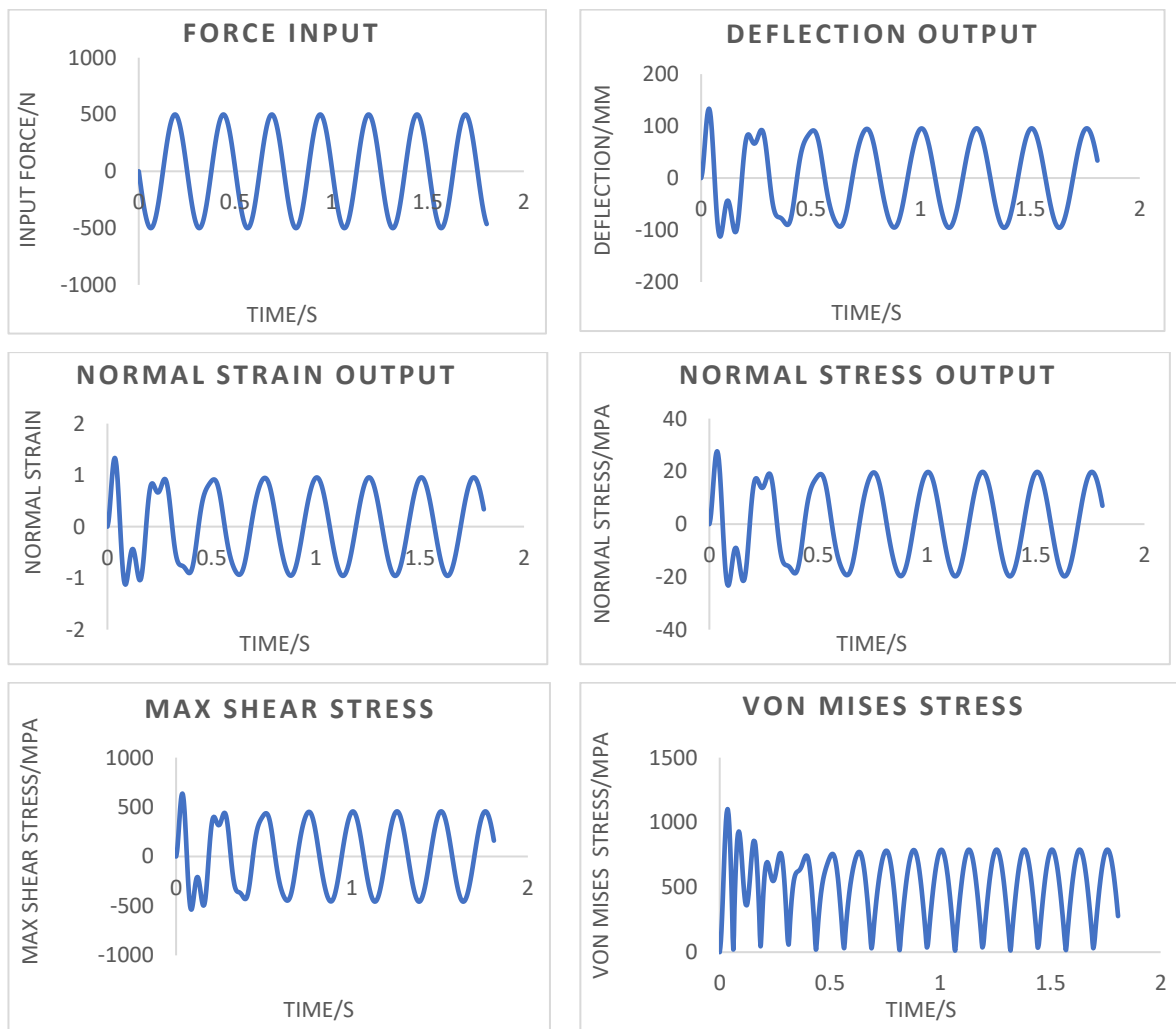 FORCE INPUT
INPUT FORCE/N
1000
500
0
-500
-1000
0 0.5 1 1.5 2
TIME/S
DEFLECTION OUTPUT
DEFLECTION/MM
200
100
0
-100
-200
0 0.5 1 1.5 2
TIME/S
NORMAL STRAIN OUTPUT
NORMAL STRAIN
2
1
0
-1
-2
0 0.5 1 1.5 2
TIME/S
NORMAL STRESS OUTPUT
NORMAL STRESS/MPA
40
20
0
-20
-40
0 0.5 1 1.5 2
TIME/S
MAX SHEAR STRESS
MAX SHEAR STRESS/MPA
1000
500
0
-500
-1000
0 1 2
TIME/S
VON MISES STRESS
VON MISES STRESS/MPA
1500
1000
500
0
0 0.5 1 1.5 2
TIME/S